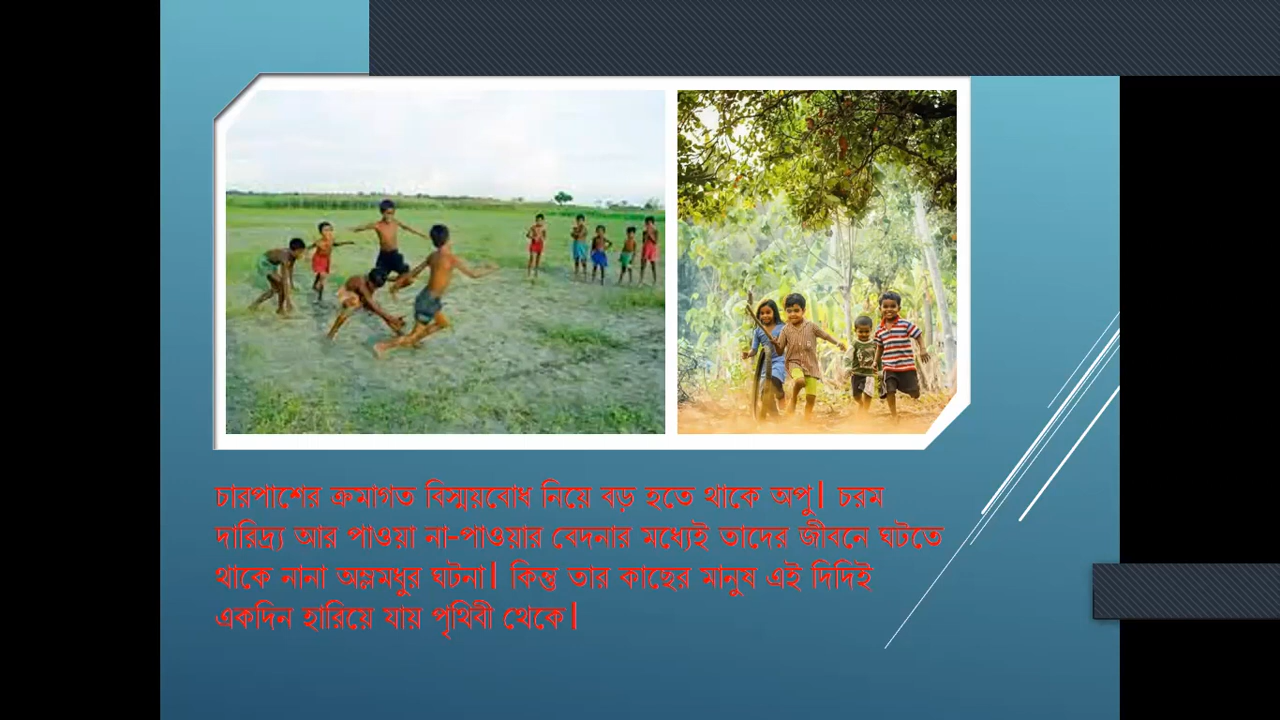 চারপাশের ক্রমাগত বিস্ময়বোধ নিয়ে বড় হতে থাকে অপু। চরম
দারিদ্র্য আর পাওয়া না-পাওয়ার বেদনার মধ্যেই তাদের জীবনে ঘটতে
থাকে নানা অম্লমধুর ঘটনা। কিন্তু তার কাছের মানুষ এই দিদিই
একদিন হারিয়ে যায় পৃথিবী থেকে।